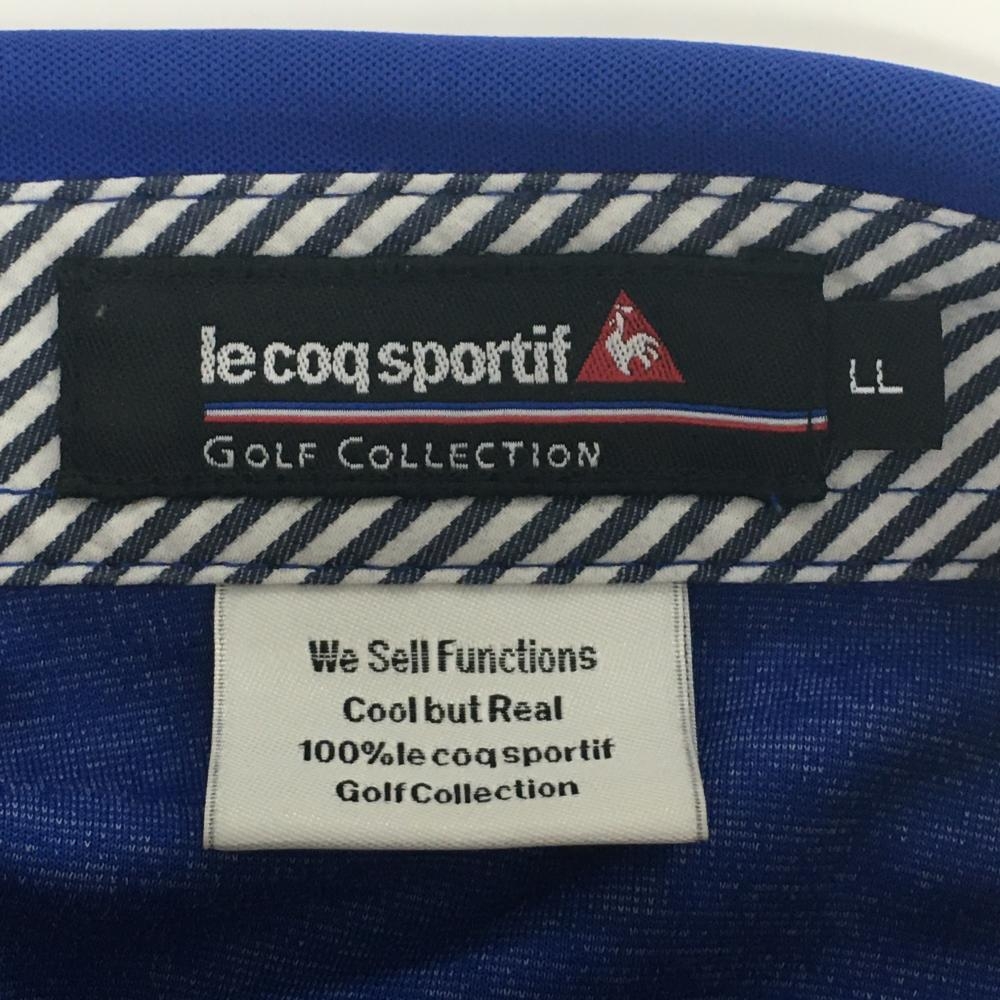 le coq sportif
GOLF COLLECTION
LL
We Sell Functions
Cool but Real
100% le coq sportif
Golf Collection